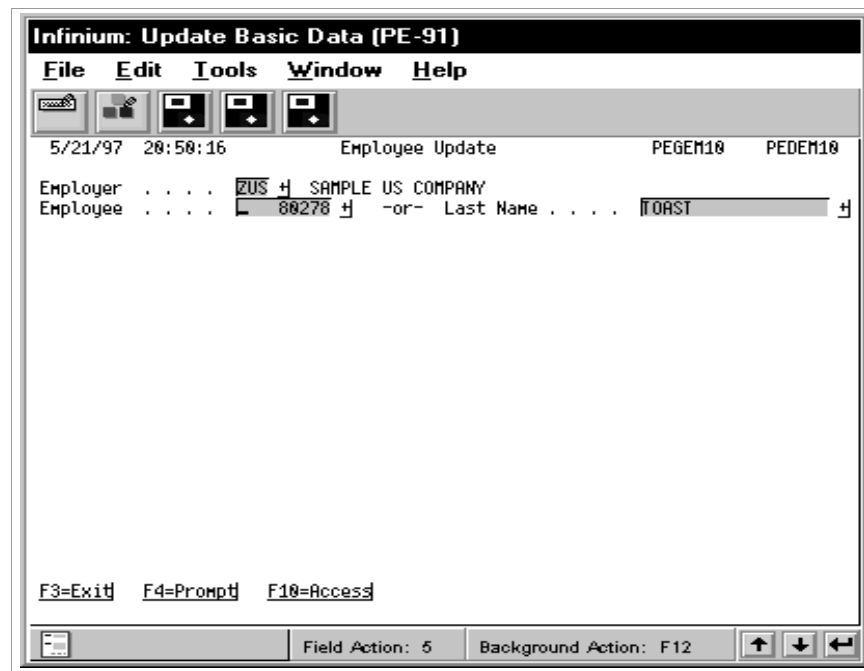 Infinium: Update Basic Data (PE-91)
File Edit Tools Window Help
5/21/97 20:50:16 Employee Update PEGEM10 PEDEM10
Employer . . . . ZUS + SAMPLE US COMPANY
Employee . . . . 80278 + -or- Last Name . . . . TOAST +
F3=Exit F4=Prompt F10=Access
Field Action: 5 Background Action: F12